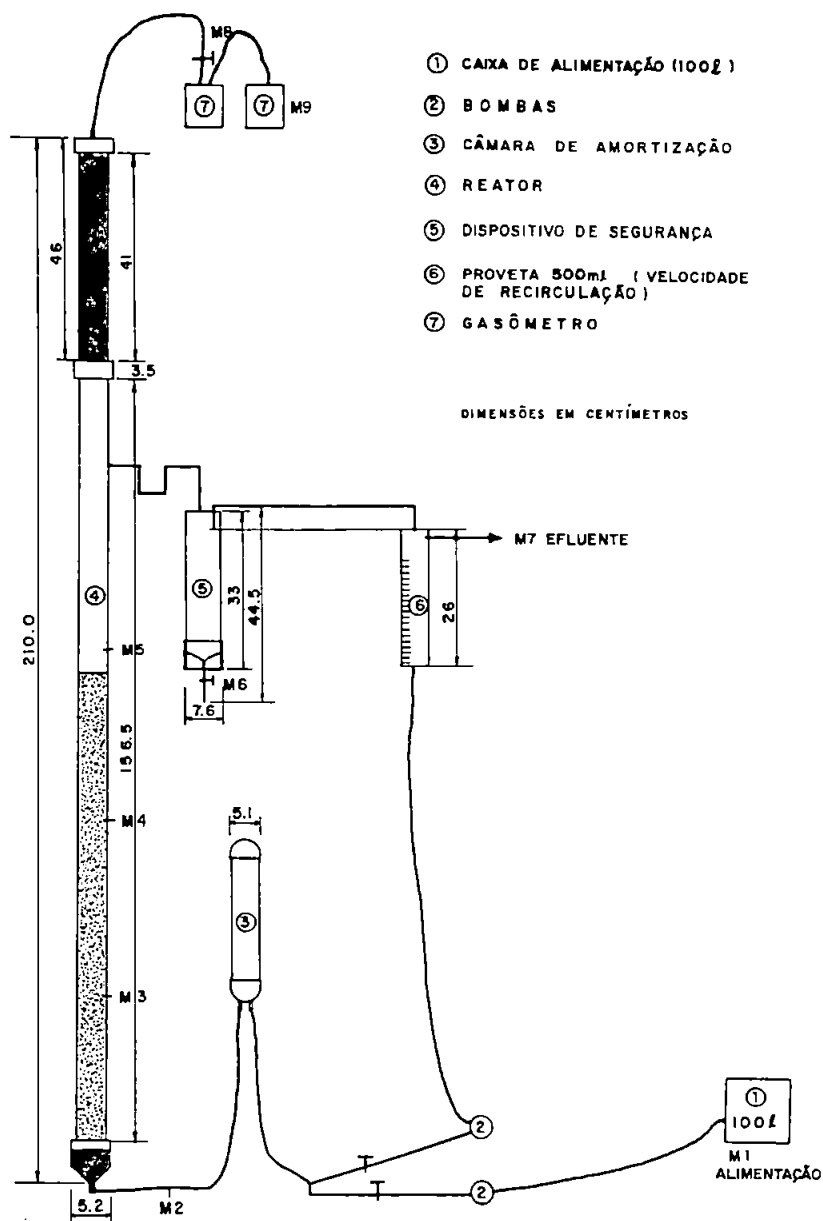 M8
⑦
⑦
M9
① CAIXA DE ALIMENTAÇÃO (100ℓ)
② BOMBAS
③ CÂMARA DE AMORTIZAÇÃO
④ REATOR
⑤ DISPOSITIVO DE SEGURANÇA
⑥ PROVETA 500ml ( VELOCIDADE
DE RECIRCULAÇÃO )
⑦ GASÔMETRO
DIMENSÕES EM CENTÍMETROS
46
41
3.5
M7 EFLUENTE
④
⑤
33
44.5
⑥
26
210.0
M5
M6
7.6
156.5
M4
5.1
③
M3
②
①
100ℓ
M1
ALIMENTAÇÃO
②
M2
5.2